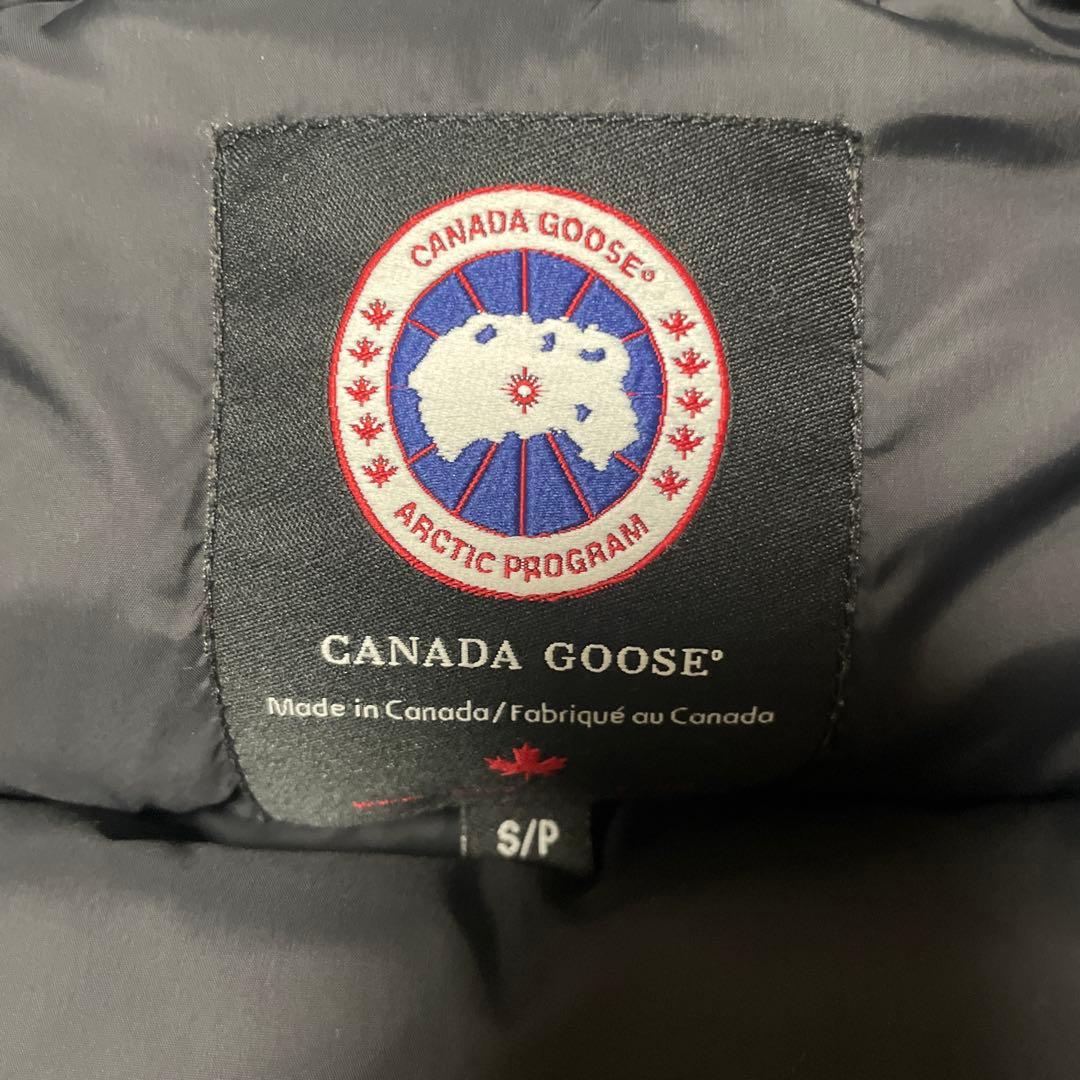 CANADA GOOSE®
ARCTIC PROGRAM
CANADA GOOSE®
Made in Canada/Fabriqué au Canada
S/P